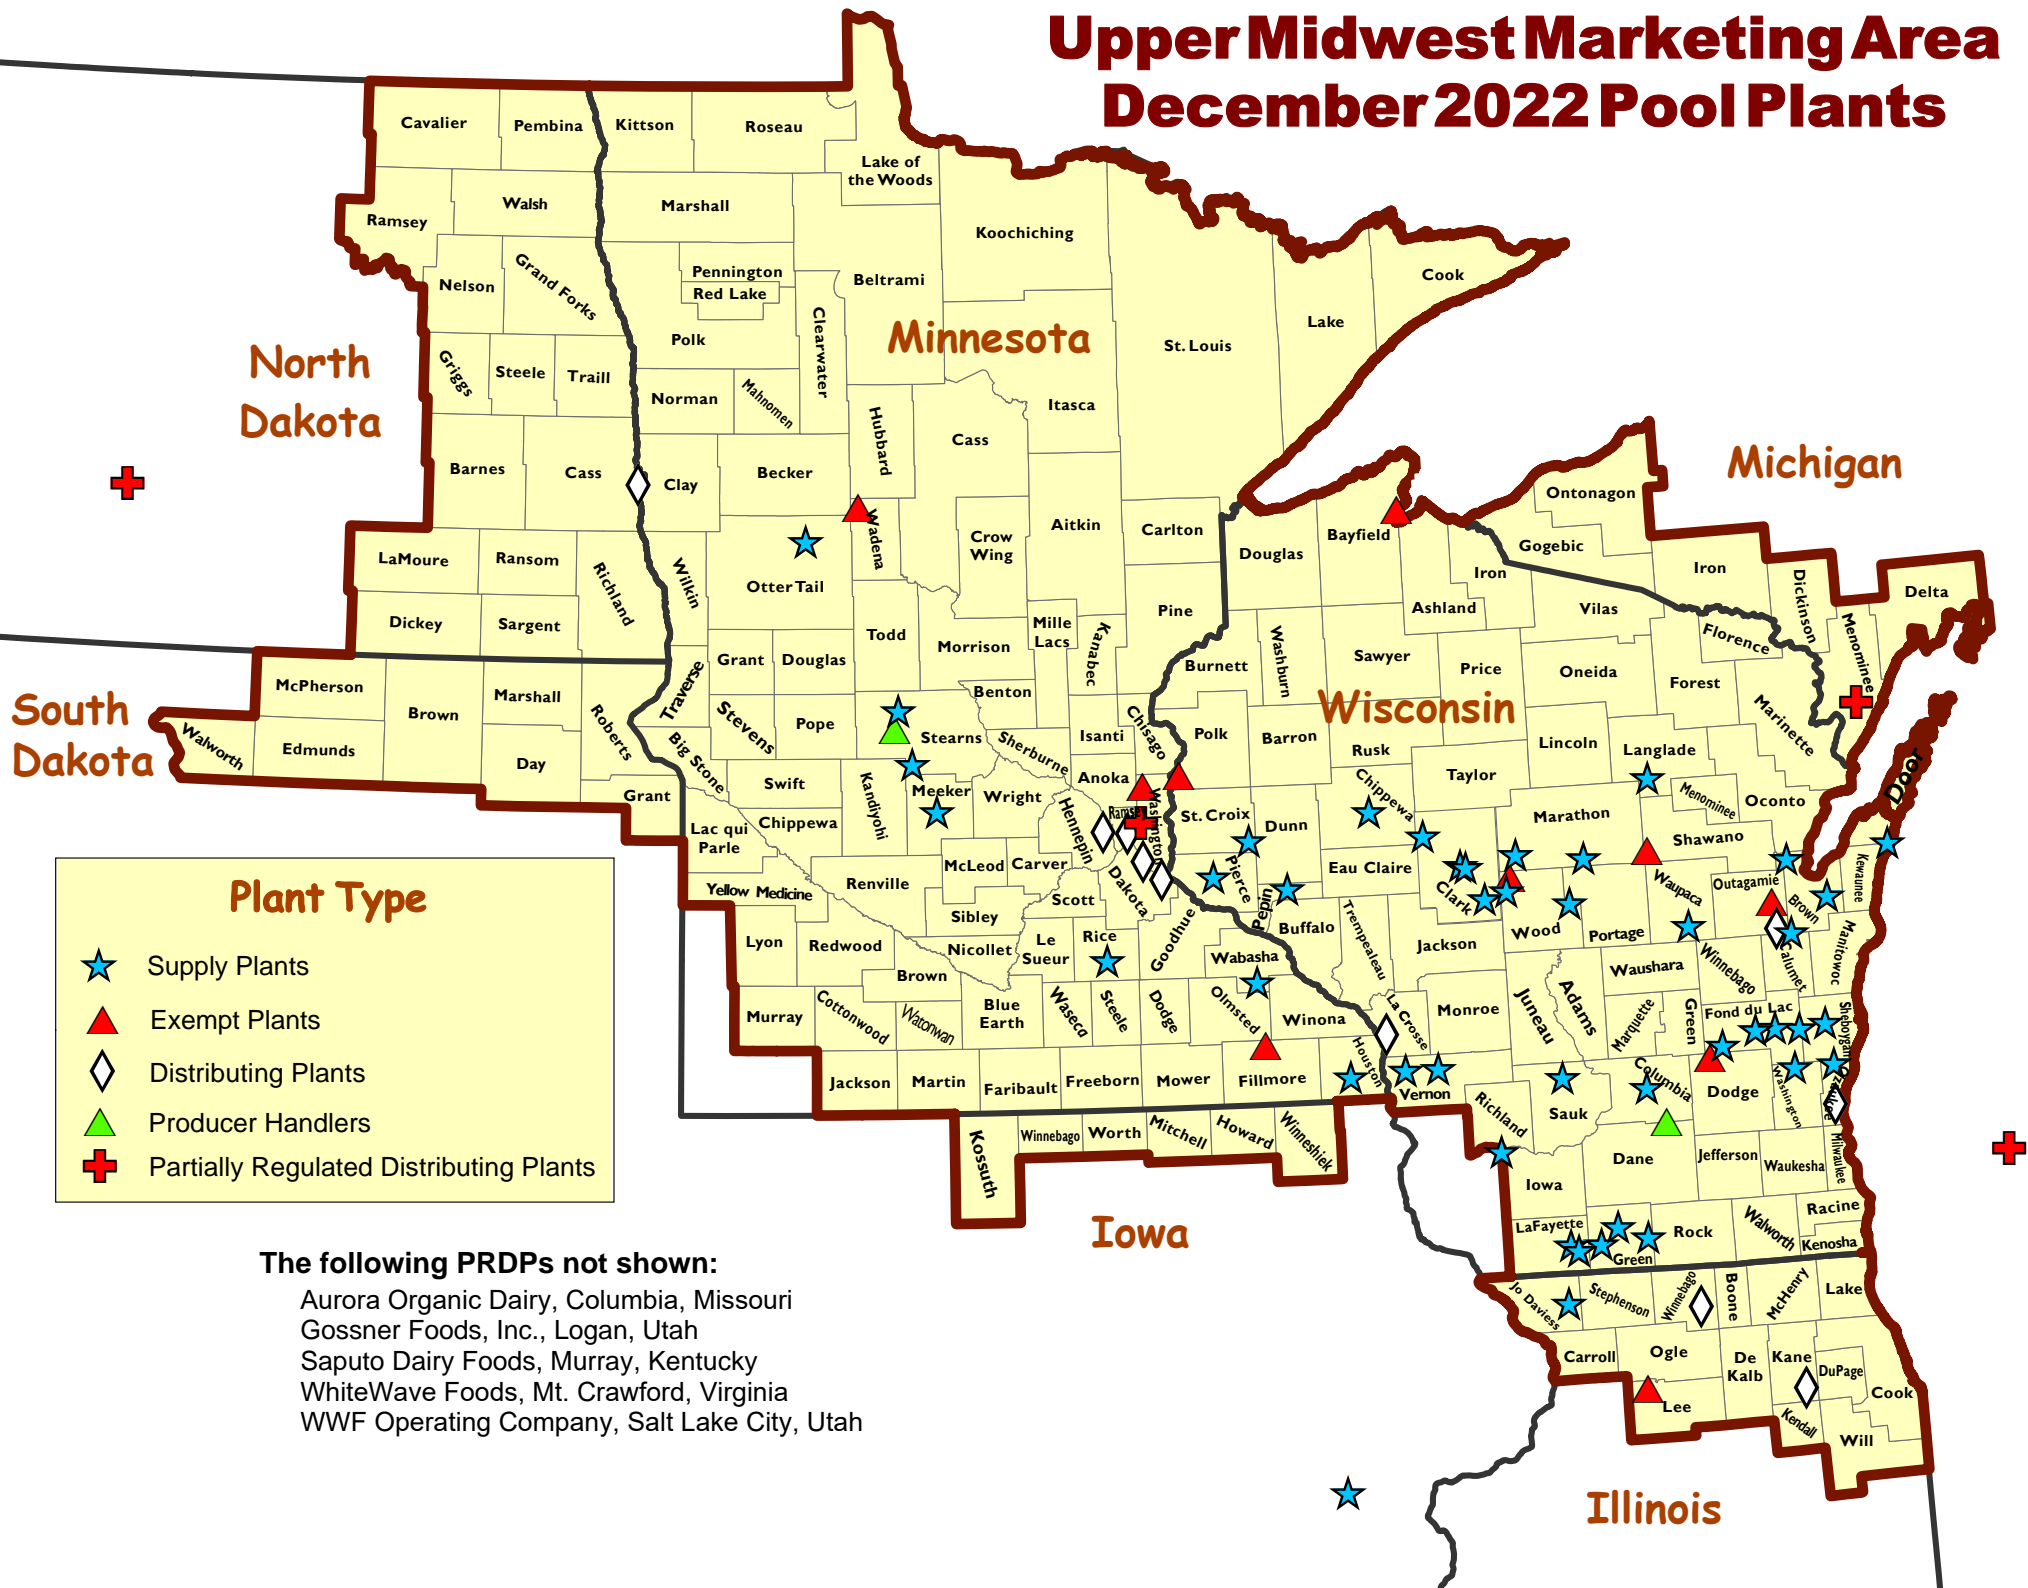 Upper Midwest Marketing Area
December 2022 Pool Plants
North
Dakota
South
Dakota
Minnesota
Wisconsin
Michigan
Iowa
Illinois
Cavalier
Pembina
Kittson
Roseau
Lake of
the Woods
Ramsey
Walsh
Marshall
Koochiching
Nelson
Grand Forks
Pennington
Red Lake
Beltrami
Clearwater
Polk
St. Louis
Lake
Cook
Griggs
Steele
Traill
Norman
Mahnomen
Hubbard
Cass
Itasca
Barnes
Cass
Clay
Becker
Wadena
Crow
Wing
Aitkin
Carlton
LaMoure
Ransom
Richland
Wilkin
Otter Tail
Dickey
Sargent
Todd
Morrison
Mille
Lacs
Kanabec
Pine
McPherson
Marshall
Brown
Roberts
Traverse
Grant
Douglas
Walworth
Edmunds
Day
Grant
Big Stone
Stevens
Pope
Stearns
Benton
Sherburne
Isanti
Chisago
Anoka
Swift
Kandiyohi
Meeker
Wright
Hennepin
Ramsey
Washington
Lac qui
Parle
Chippewa
Yellow Medicine
Renville
McLeod
Carver
Scott
Dakota
Sibley
Lyon
Redwood
Nicollet
Brown
Le
Sueur
Rice
Goodhue
Wabasha
Murray
Cottonwood
Watonwan
Blue
Earth
Waseca
Steele
Dodge
Olmsted
Winona
Jackson
Martin
Faribault
Freeborn
Mower
Fillmore
Houston
Kossuth
Winnebago
Worth
Mitchell
Howard
Winneshiek
Douglas
Bayfield
Ashland
Iron
Gogebic
Ontonagon
Iron
Dickinson
Menominee
Delta
Vilas
Florence
Burnett
Washburn
Sawyer
Price
Oneida
Forest
Marinette
Polk
Barron
Rusk
Taylor
Lincoln
Langlade
Menominee
Oconto
Door
Chippewa
Marathon
Shawano
St. Croix
Dunn
Pierce
Pepin
Eau Claire
Clark
Wood
Portage
Waupaca
Outagamie
Brown
Kewaunee
Buffalo
Trempealeau
Jackson
Waushara
Winnebago
Calumet
Manitowoc
La Crosse
Monroe
Juneau
Adams
Marquette
Green
Fond du Lac
Sheboygan
Vernon
Richland
Sauk
Columbia
Dodge
Washington
Ozaukee
Iowa
Dane
Jefferson
Waukesha
Milwaukee
LaFayette
Green
Rock
Walworth
Racine
Kenosha
Jo Daviess
Stephenson
Winnebago
Boone
McHenry
Lake
Carroll
Ogle
De
Kalb
Kane
DuPage
Cook
Lee
Kendall
Will
Plant Type
Supply Plants
Exempt Plants
Distributing Plants
Producer Handlers
Partially Regulated Distributing Plants
The following PRDPs not shown:
Aurora Organic Dairy, Columbia, Missouri
Gossner Foods, Inc., Logan, Utah
Saputo Dairy Foods, Murray, Kentucky
WhiteWave Foods, Mt. Crawford, Virginia
WWF Operating Company, Salt Lake City, Utah